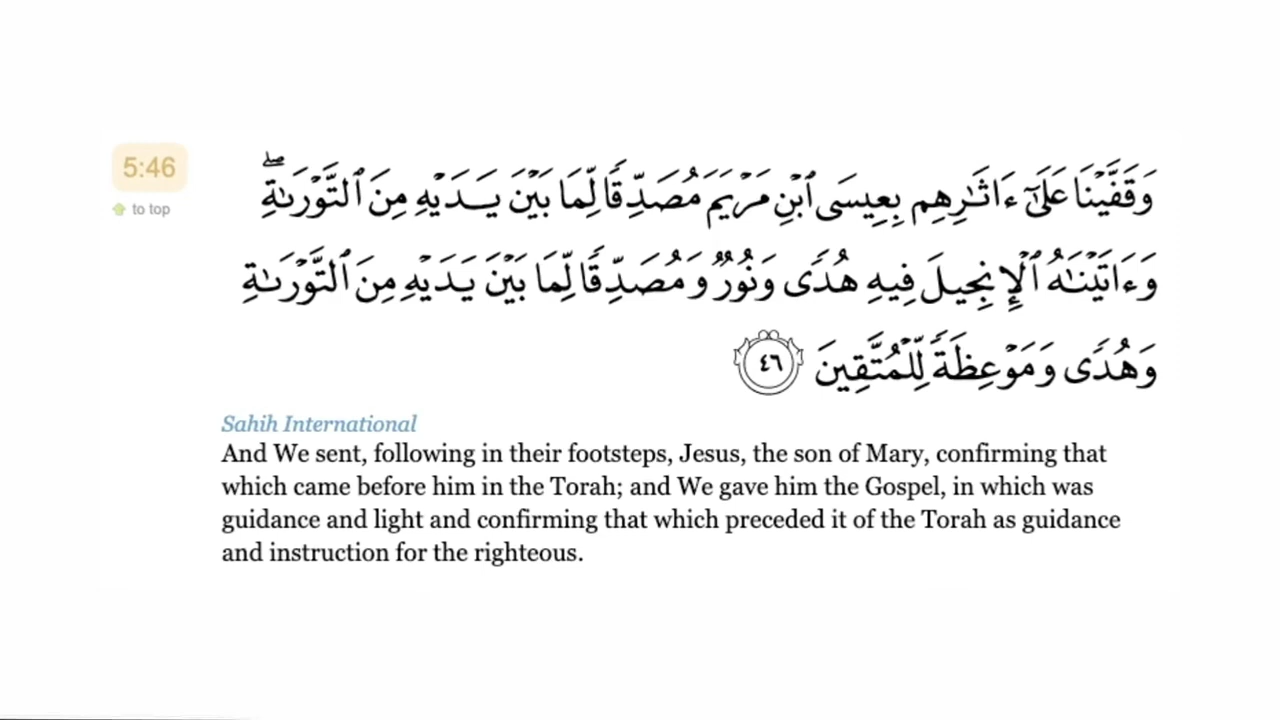 5:46
to top
وَقَفَّيْنَا عَلَىٰٓ ءَاثَٰرِهِم بِعِيسَى ٱبْنِ مَرْيَمَ مُصَدِّقًا لِّمَا بَيْنَ يَدَيْهِ مِنَ ٱلتَّوْرَىٰةِ ۖ
وَءَاتَيْنَٰهُ ٱلْإِنجِيلَ فِيهِ هُدًى وَنُورٌ وَمُصَدِّقًا لِّمَا بَيْنَ يَدَيْهِ مِنَ ٱلتَّوْرَىٰةِ
وَهُدًى وَمَوْعِظَةً لِّلْمُتَّقِينَ ٤٦
Sahih International
And We sent, following in their footsteps, Jesus, the son of Mary, confirming that
which came before him in the Torah; and We gave him the Gospel, in which was
guidance and light and confirming that which preceded it of the Torah as guidance
and instruction for the righteous.